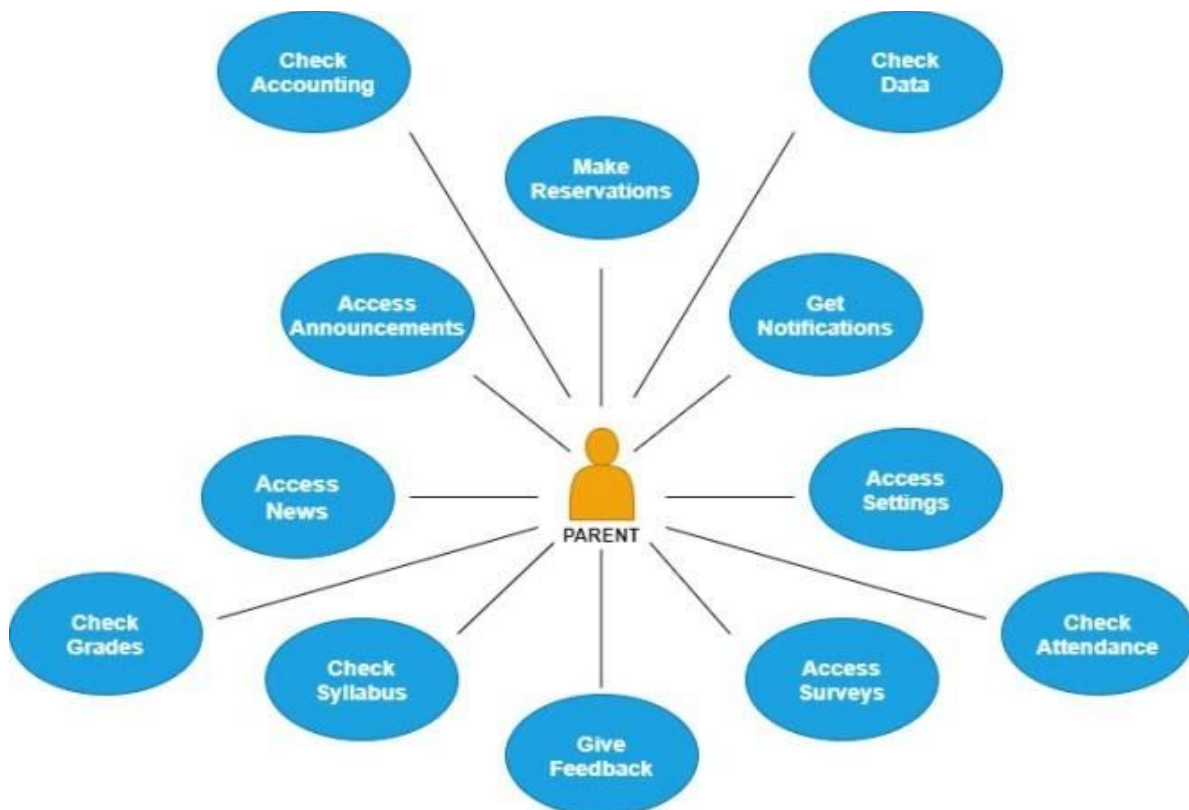 Check
Accounting
Check
Data
Make
Reservations
Access
Announcements
Get
Notifications
Access
News
Access
Settings
PARENT
Check
Grades
Check
Syllabus
Give
Feedback
Access
Surveys
Check
Attendance